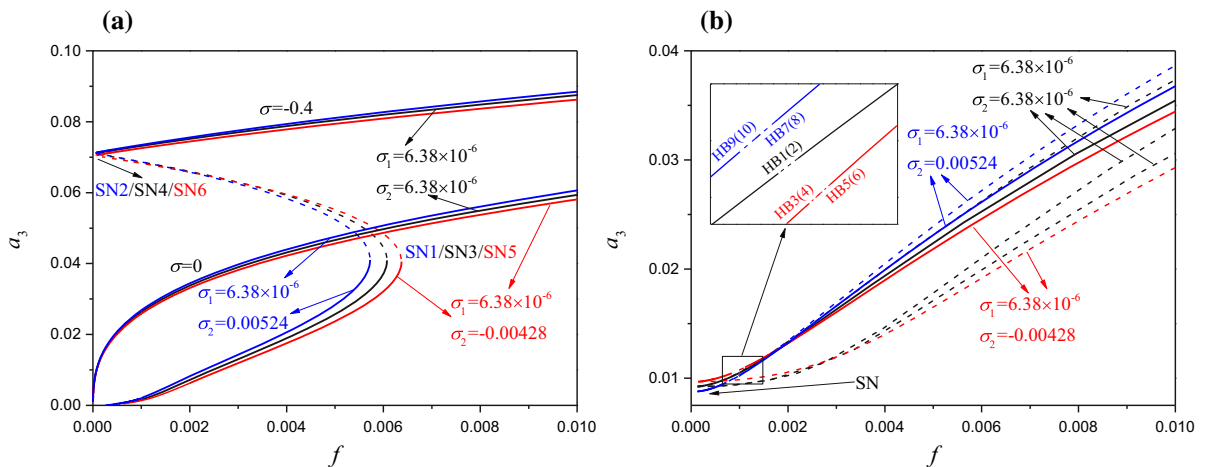 (a)
0.10
0.08
0.06
0.04
0.02
0.00
a3
0.000
0.002
0.004
0.006
0.008
0.010
f
σ=-0.4
σ1=6.38×10-6
σ2=6.38×10-6
SN2/SN4/SN6
SN1/SN3/SN5
σ=0
σ1=6.38×10-6
σ2=0.00524
σ1=6.38×10-6
σ2=-0.00428
(b)
0.04
0.03
0.02
0.01
a3
0.000
0.002
0.004
0.006
0.008
0.010
f
HB9(10)
HB7(8)
HB1(2)
HB3(4)
HB5(6)
σ1=6.38×10-6
σ2=6.38×10-6
σ1=6.38×10-6
σ2=0.00524
σ1=6.38×10-6
σ2=-0.00428
SN